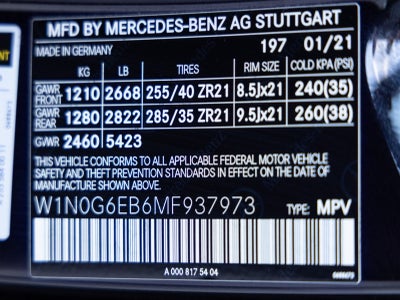 MFD BY MERCEDES-BENZ AG STUTTGART
MADE IN GERMANY 197 01/21
KG LB TIRES RIM SIZE COLD KPA (PSI)
GAWR FRONT 1210 2668 255/40 ZR21 8.5Jx21 240(35)
GAWR REAR 1280 2822 285/35 ZR21 9.5Jx21 260(38)
GVWR 2460 5423
THIS VEHICLE CONFORMS TO ALL APPLICABLE FEDERAL MOTOR VEHICLE
SAFETY AND THEFT PREVENTION STANDARDS IN EFFECT ON THE DATE OF
MANUFACTURE SHOWN ABOVE.
W1N0G6EB6MF937973 TYPE: MPV
A 000 817 54 04